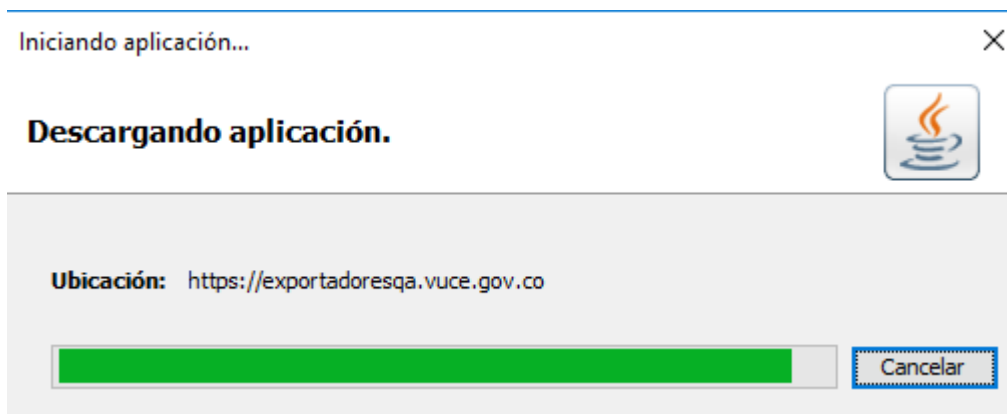 Iniciando aplicación...
Descargando aplicación.
Ubicación: https://exportadoresqa.vuce.gov.co
Cancelar